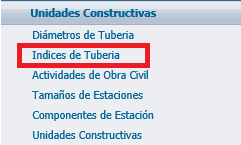 Unidades Constructivas
Diámetros de Tuberia
Indices de Tuberia
Actividades de Obra Civil
Tamaños de Estaciones
Componentes de Estación
Unidades Constructivas